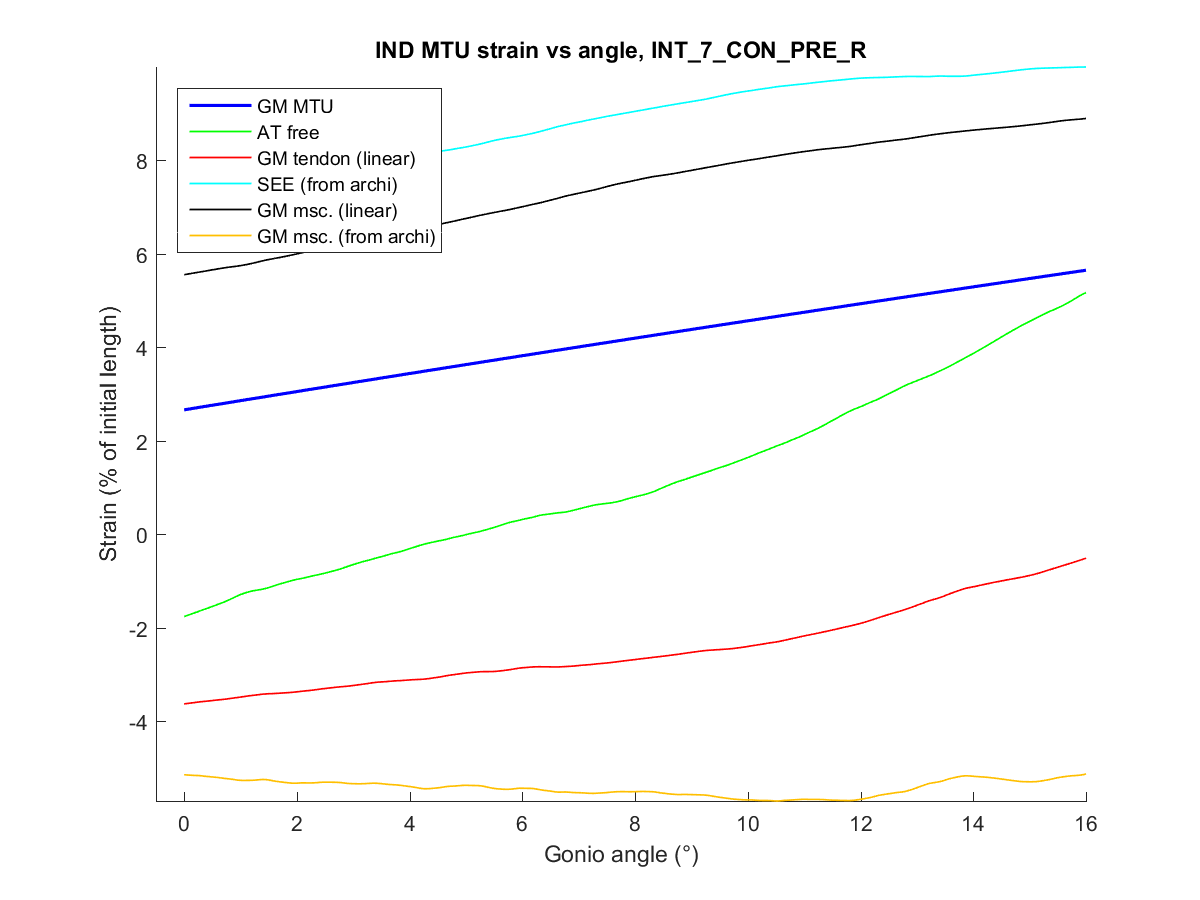 IND MTU strain vs angle, INT_7_CON_PRE_R
GM MTU
AT free
GM tendon (linear)
SEE (from archi)
GM msc. (linear)
GM msc. (from archi)
Strain (% of initial length)
8
6
4
2
0
-2
-4
0 2 4 6 8 10 12 14 16
Gonio angle (°)